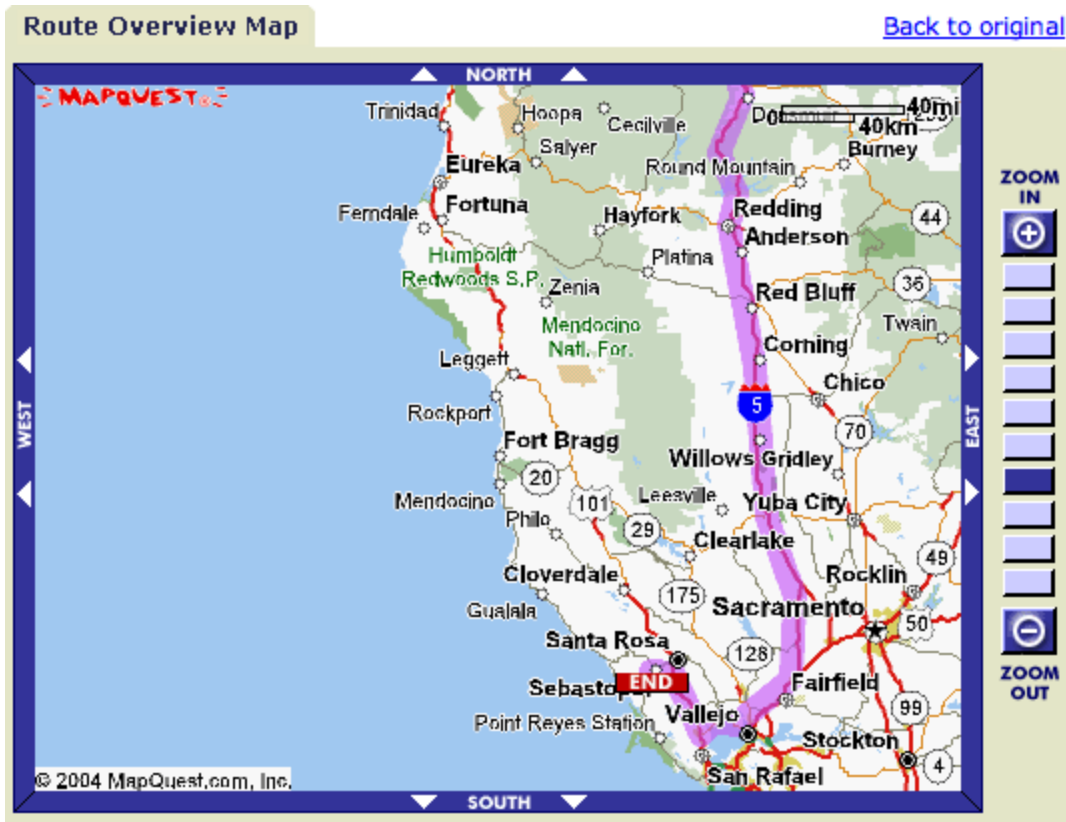 Route Overview Map
Back to original
NORTH
MAPQUEST
Trinidad
Hoopa
Cecilville
0
40mi
40km
Burney
Salyer
Round Mountain
Eureka
ZOOM
IN
Ferndale
Fortuna
Hayfork
Redding
44
Anderson
Humboldt
Redwoods S.P.
Platina
Zenia
Red Bluff
36
Mendocino
Natl. For.
Twain
Leggett
Corning
Chico
Rockport
5
WEST
EAST
Fort Bragg
70
Willows
Gridley
20
Mendocino
101
Leesville
Yuba City
Philo
29
Clearlake
49
Cloverdale
Rocklin
175
Gualala
Sacramento
50
Santa Rosa
128
END
Fairfield
ZOOM
OUT
Vallejo
99
Point Reyes Station
Stockton
4
San Rafael
© 2004 MapQuest.com, Inc.
SOUTH